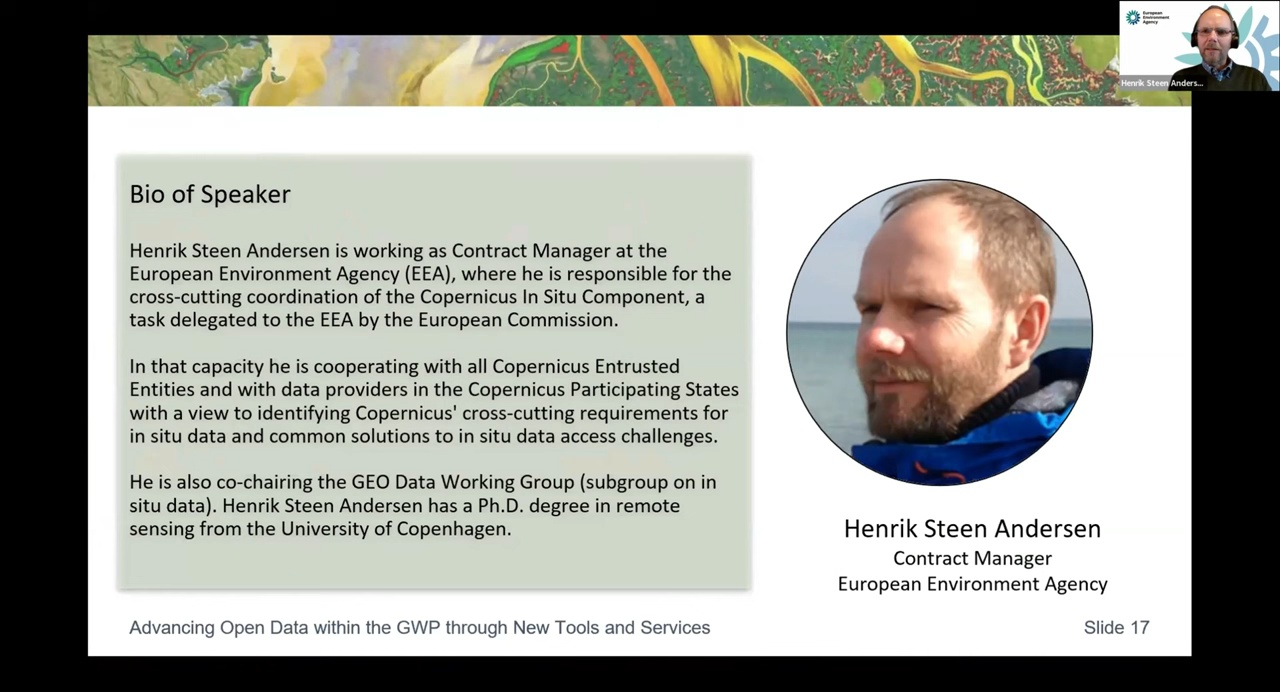 European
Environment
Agency
Henrik Steen Anders...
Bio of Speaker
Henrik Steen Andersen is working as Contract Manager at the
European Environment Agency (EEA), where he is responsible for the
cross-cutting coordination of the Copernicus In Situ Component, a
task delegated to the EEA by the European Commission.
In that capacity he is cooperating with all Copernicus Entrusted
Entities and with data providers in the Copernicus Participating States
with a view to identifying Copernicus' cross-cutting requirements for
in situ data and common solutions to in situ data access challenges.
He is also co-chairing the GEO Data Working Group (subgroup on in
situ data). Henrik Steen Andersen has a Ph.D. degree in remote
sensing from the University of Copenhagen.
Henrik Steen Andersen
Contract Manager
European Environment Agency
Advancing Open Data within the GWP through New Tools and Services
Slide 17